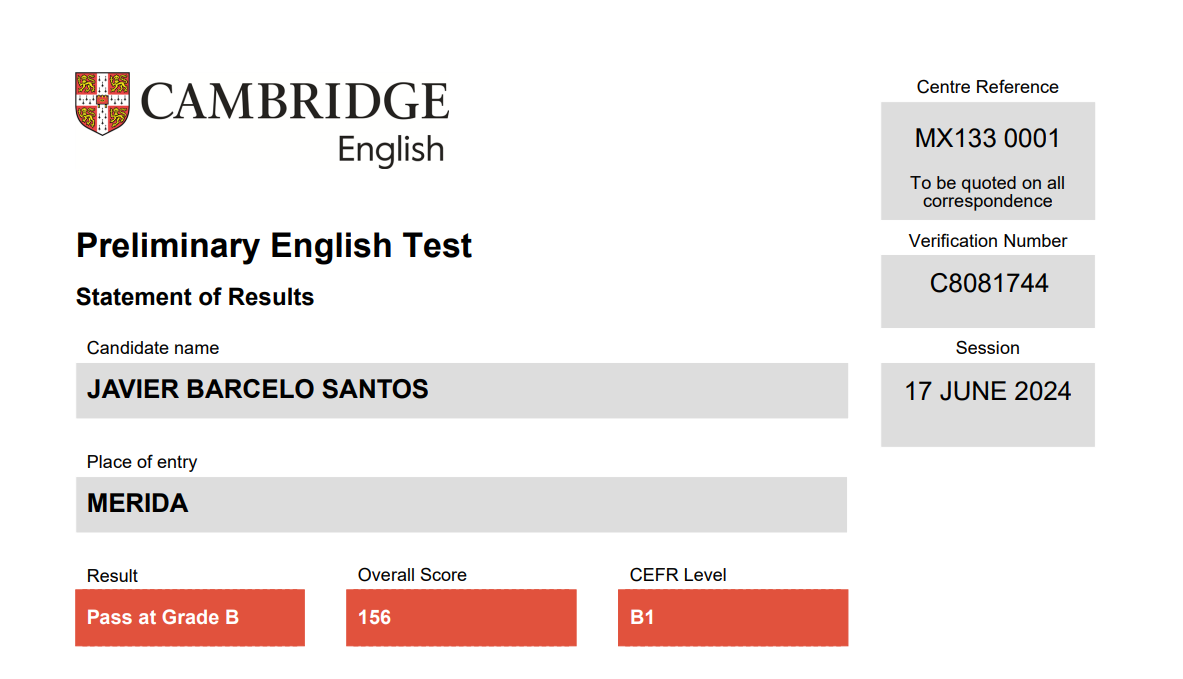 CAMBRIDGE
English
Preliminary English Test
Statement of Results
Candidate name
JAVIER BARCELO SANTOS
Place of entry
MERIDA
Result
Pass at Grade B
Overall Score
156
CEFR Level
B1
Centre Reference
MX133 0001
To be quoted on all
correspondence
Verification Number
C8081744
Session
17 JUNE 2024